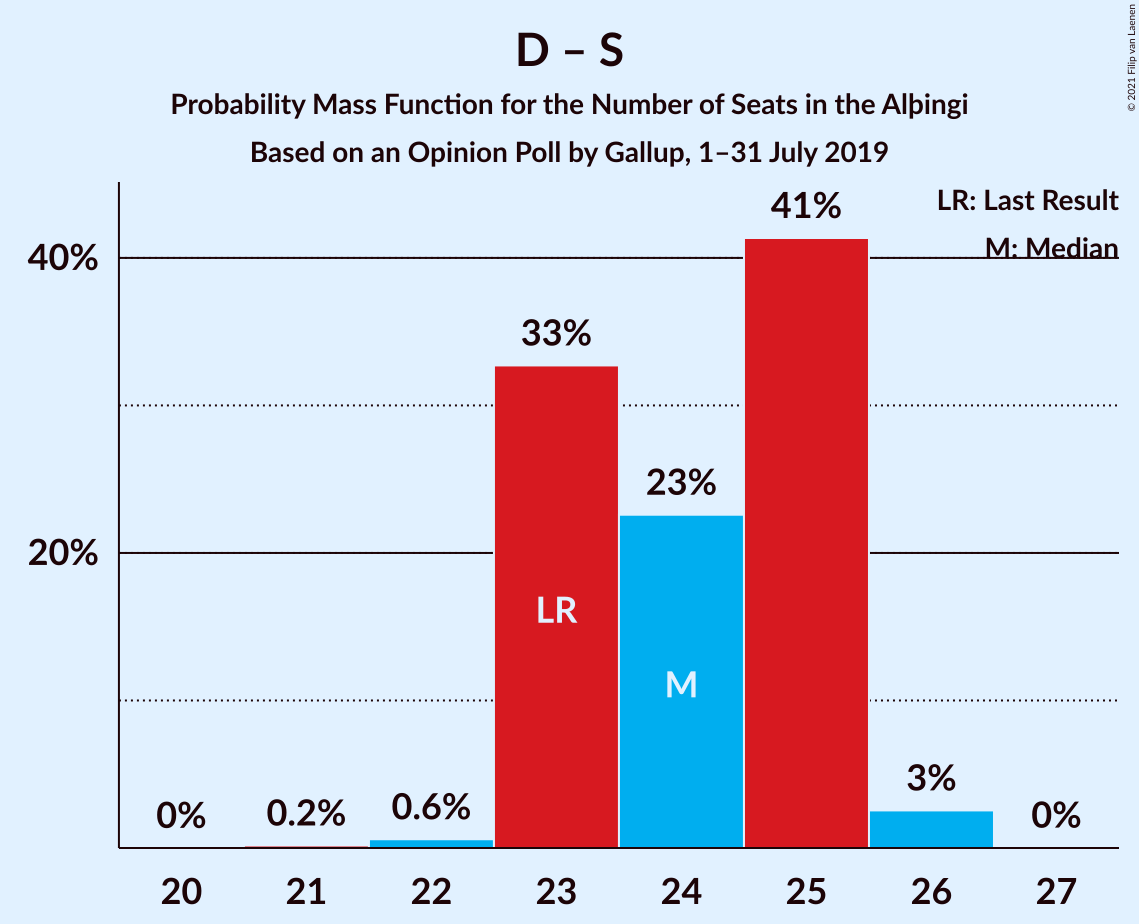 D – S
Probability Mass Function for the Number of Seats in the Alþingi
Based on an Opinion Poll by Gallup, 1–31 July 2019
© 2021 Filip van Laenen
LR: Last Result
M: Median
40%
20%
0%
0.2%
0.6%
33%
23%
41%
3%
0%
LR
M
20
21
22
23
24
25
26
27